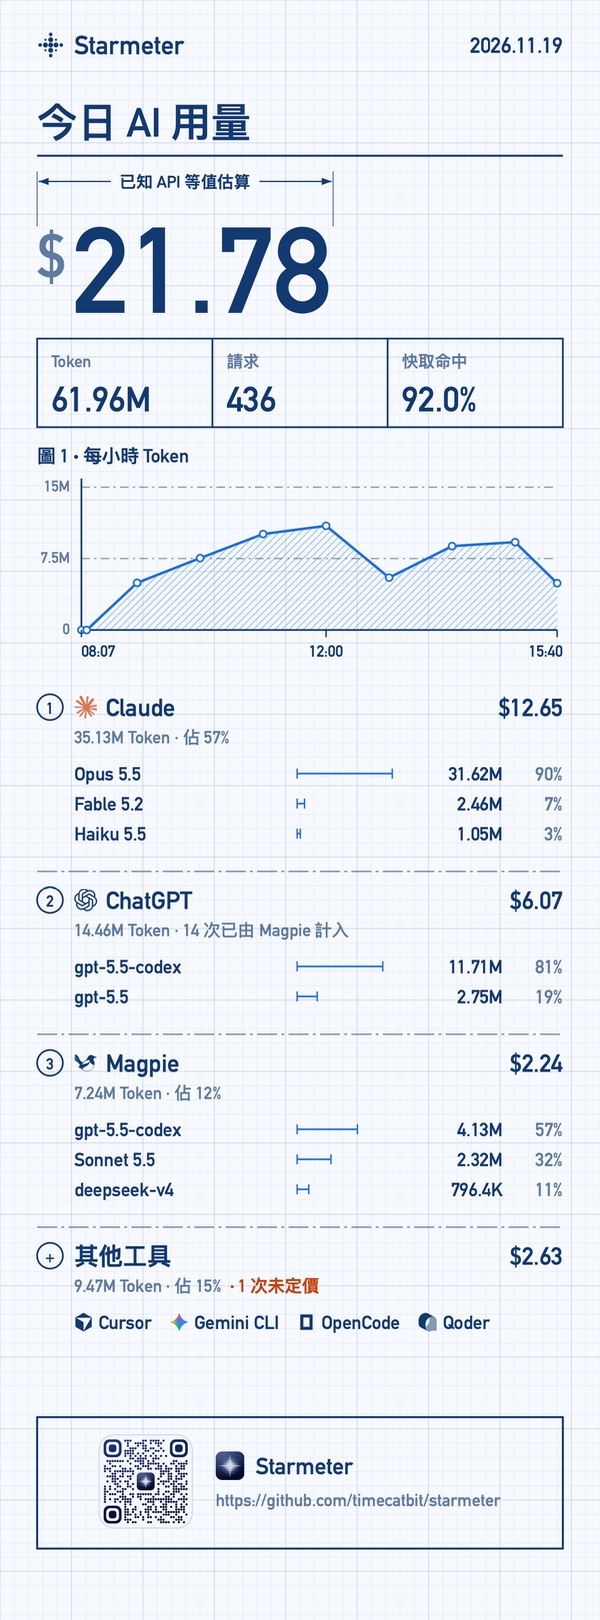 Starmeter 2026.11.19
今日 AI 用量
已知 API 等值估算
$21.78
Token 請求 快取命中
61.96M 436 92.0%
圖 1 · 每小時 Token
15M
7.5M
0
08:07 12:00 15:40
1 Claude $12.65
35.13M Token · 佔 57%
Opus 5.5 31.62M 90%
Fable 5.2 2.46M 7%
Haiku 5.5 1.05M 3%
2 ChatGPT $6.07
14.46M Token · 14 次已由 Magpie 計入
gpt-5.5-codex 11.71M 81%
gpt-5.5 2.75M 19%
3 Magpie $2.24
7.24M Token · 佔 12%
gpt-5.5-codex 4.13M 57%
Sonnet 5.5 2.32M 32%
deepseek-v4 796.4K 11%
+ 其他工具 $2.63
9.47M Token · 佔 15% · 1 次未定價
Cursor Gemini CLI OpenCode Qoder
Starmeter
https://github.com/timecatbit/starmeter